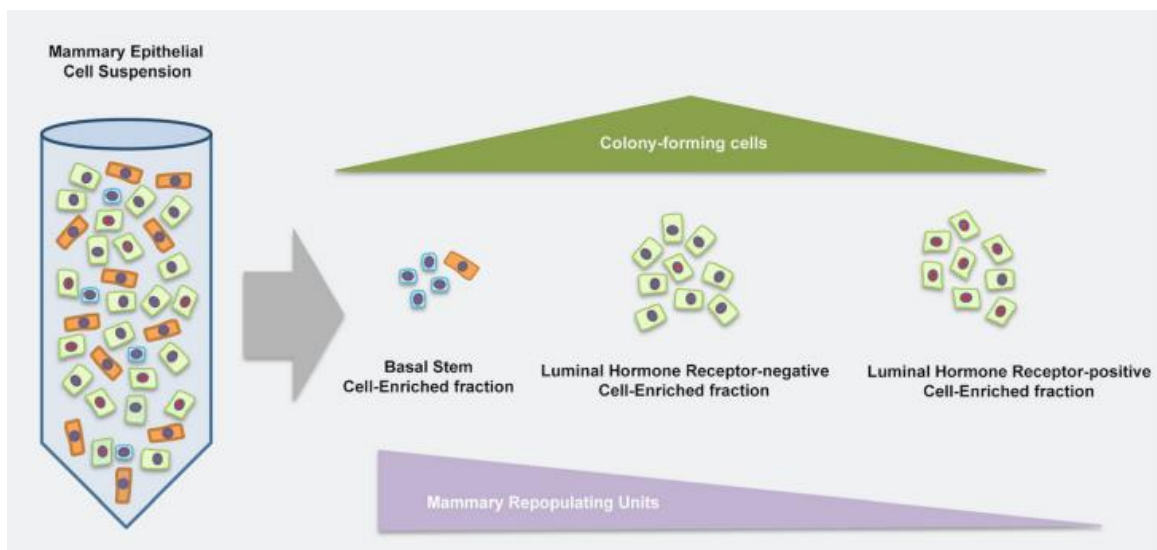 Mammary Epithelial
Cell Suspension
Colony-forming cells
Basal Stem
Cell-Enriched fraction
Luminal Hormone Receptor-negative
Cell-Enriched fraction
Luminal Hormone Receptor-positive
Cell-Enriched fraction
Mammary Repopulating Units